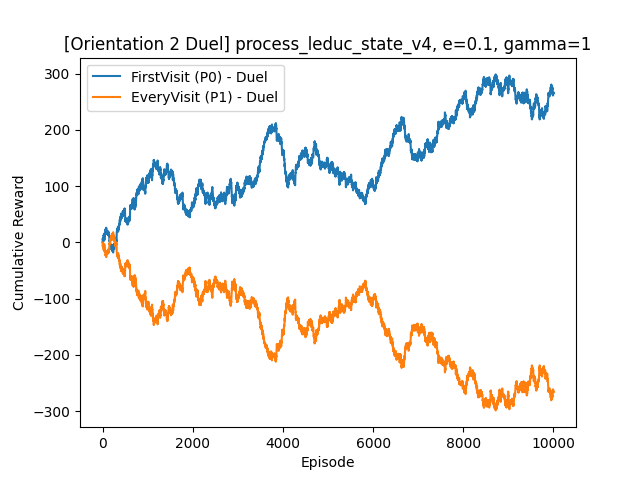 [Orientation 2 Duel] process_leduc_state_v4, e=0.1, gamma=1
FirstVisit (P0) - Duel
EveryVisit (P1) - Duel
300
200
100
0
−100
−200
−300
Cumulative Reward
0 2000 4000 6000 8000 10000
Episode